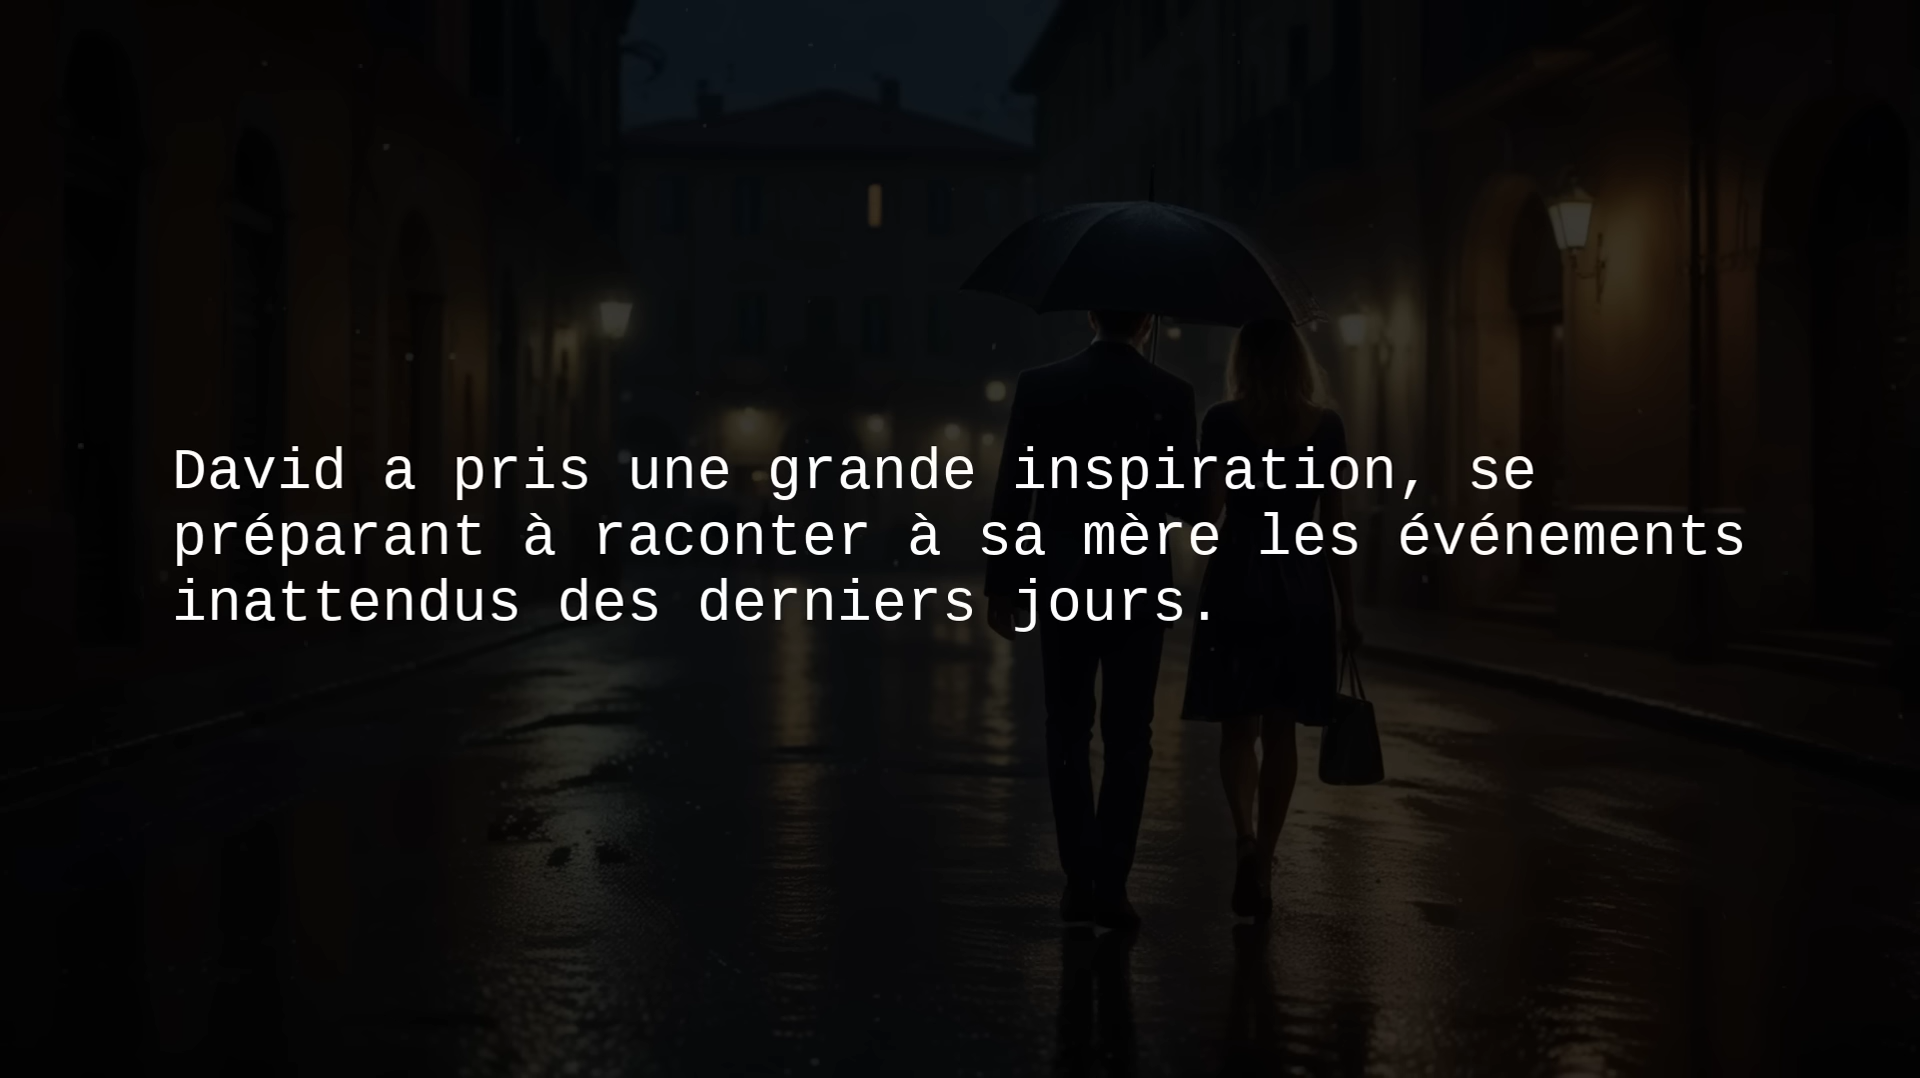 David a pris une grande inspiration, se
préparant à raconter à sa mère les événements
inattendus des derniers jours.